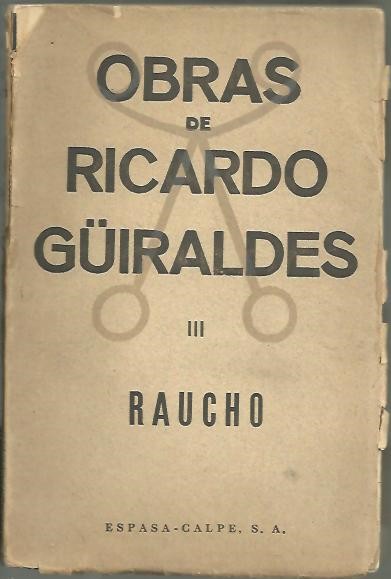 OBRAS
DE
RICARDO
GÜIRALDES
III
RAUCHO
ESPASA-CALPE, S. A.